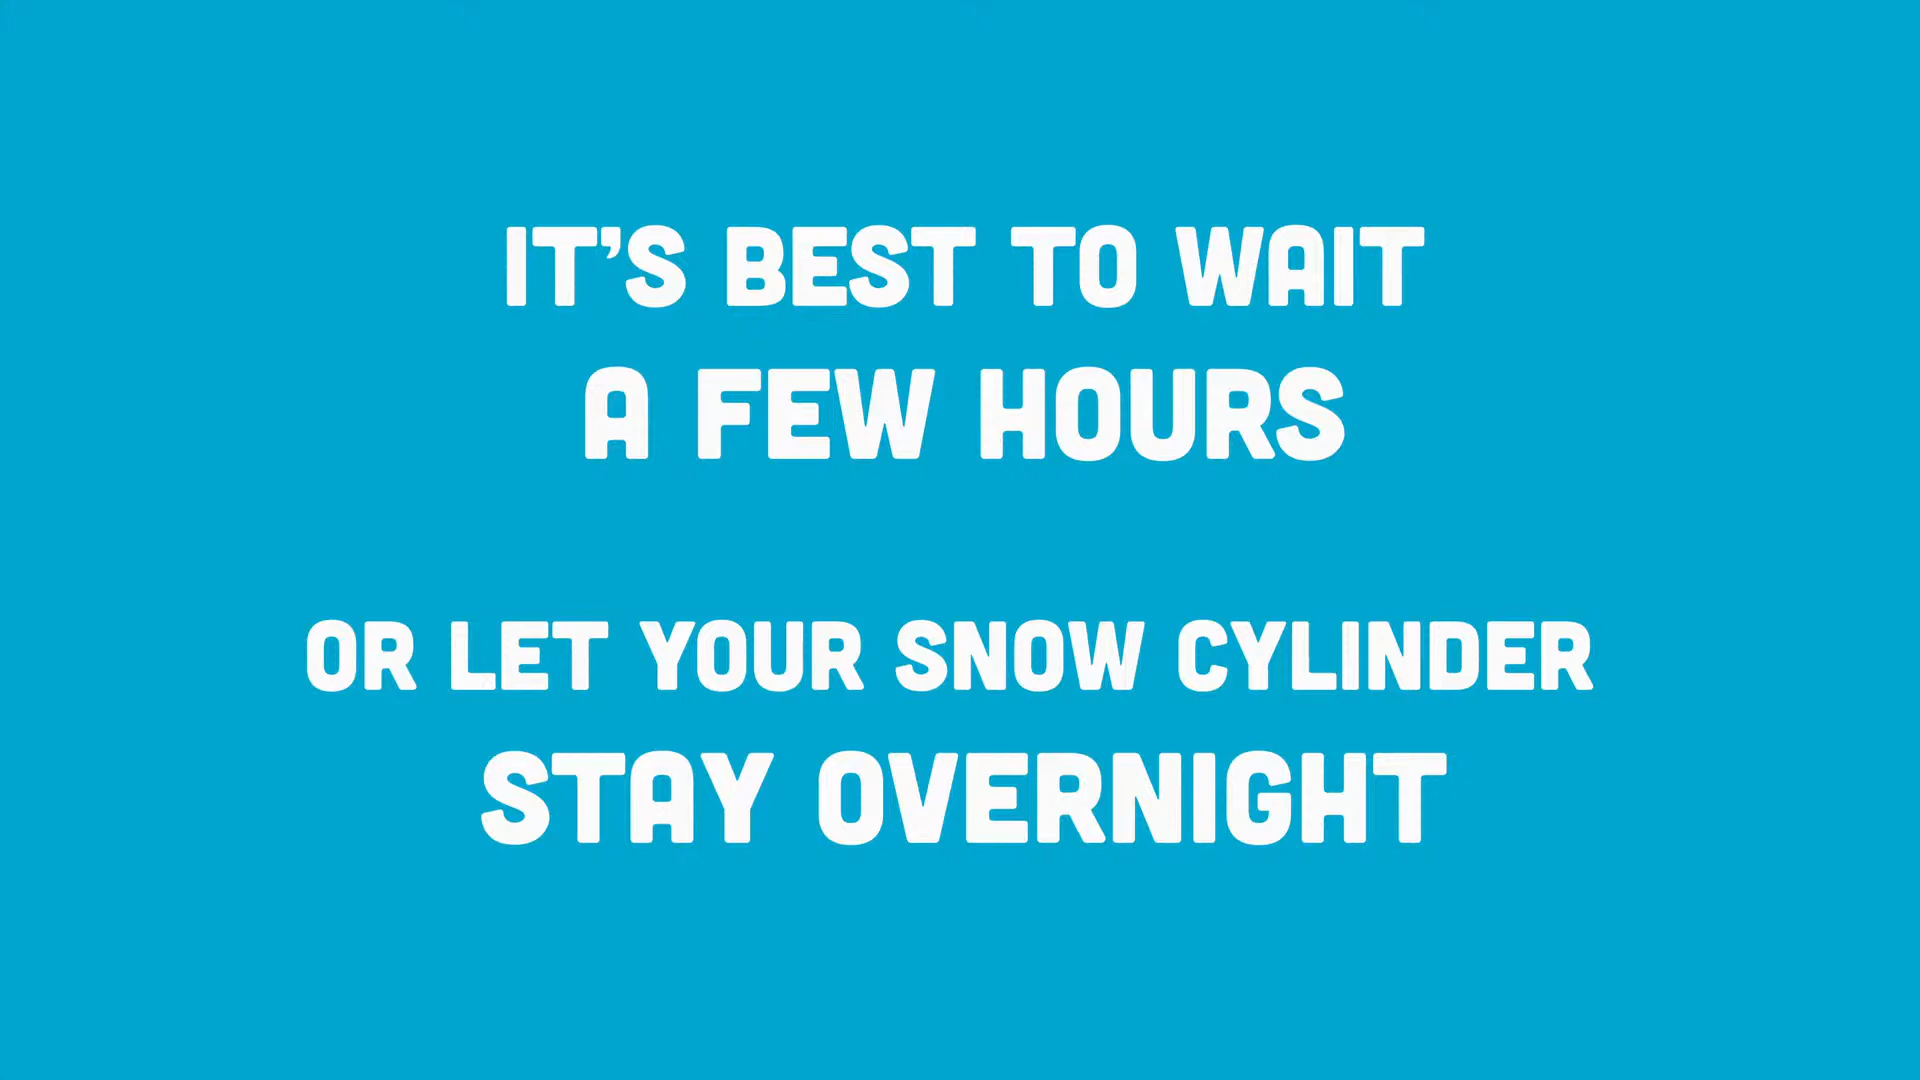 IT'S BEST TO WAIT
A FEW HOURS
OR LET YOUR SNOW CYLINDER
STAY OVERNIGHT